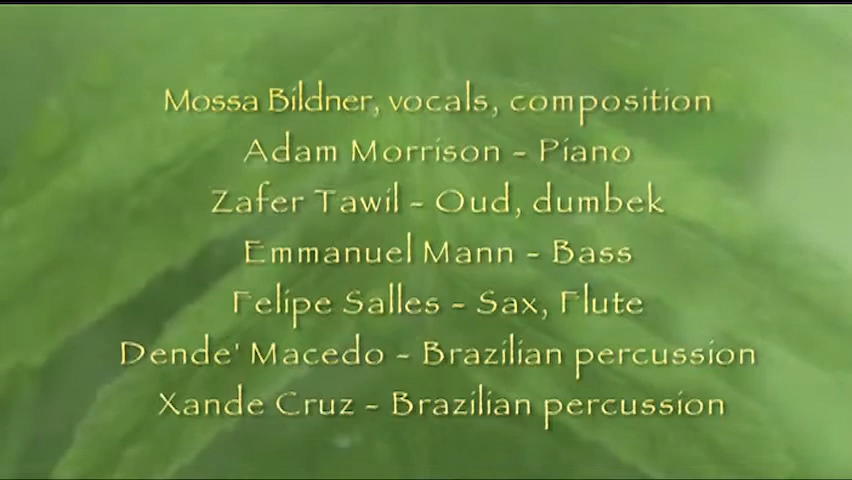 Mossa Bildner, vocals, composition
Adam Morrison - Piano
Zafer Tawil - Oud, dumbek
Emmanuel Mann - Bass
Felipe Salles - Sax, Flute
Dende' Macedo - Brazilian percussion
Xande Cruz - Brazilian percussion